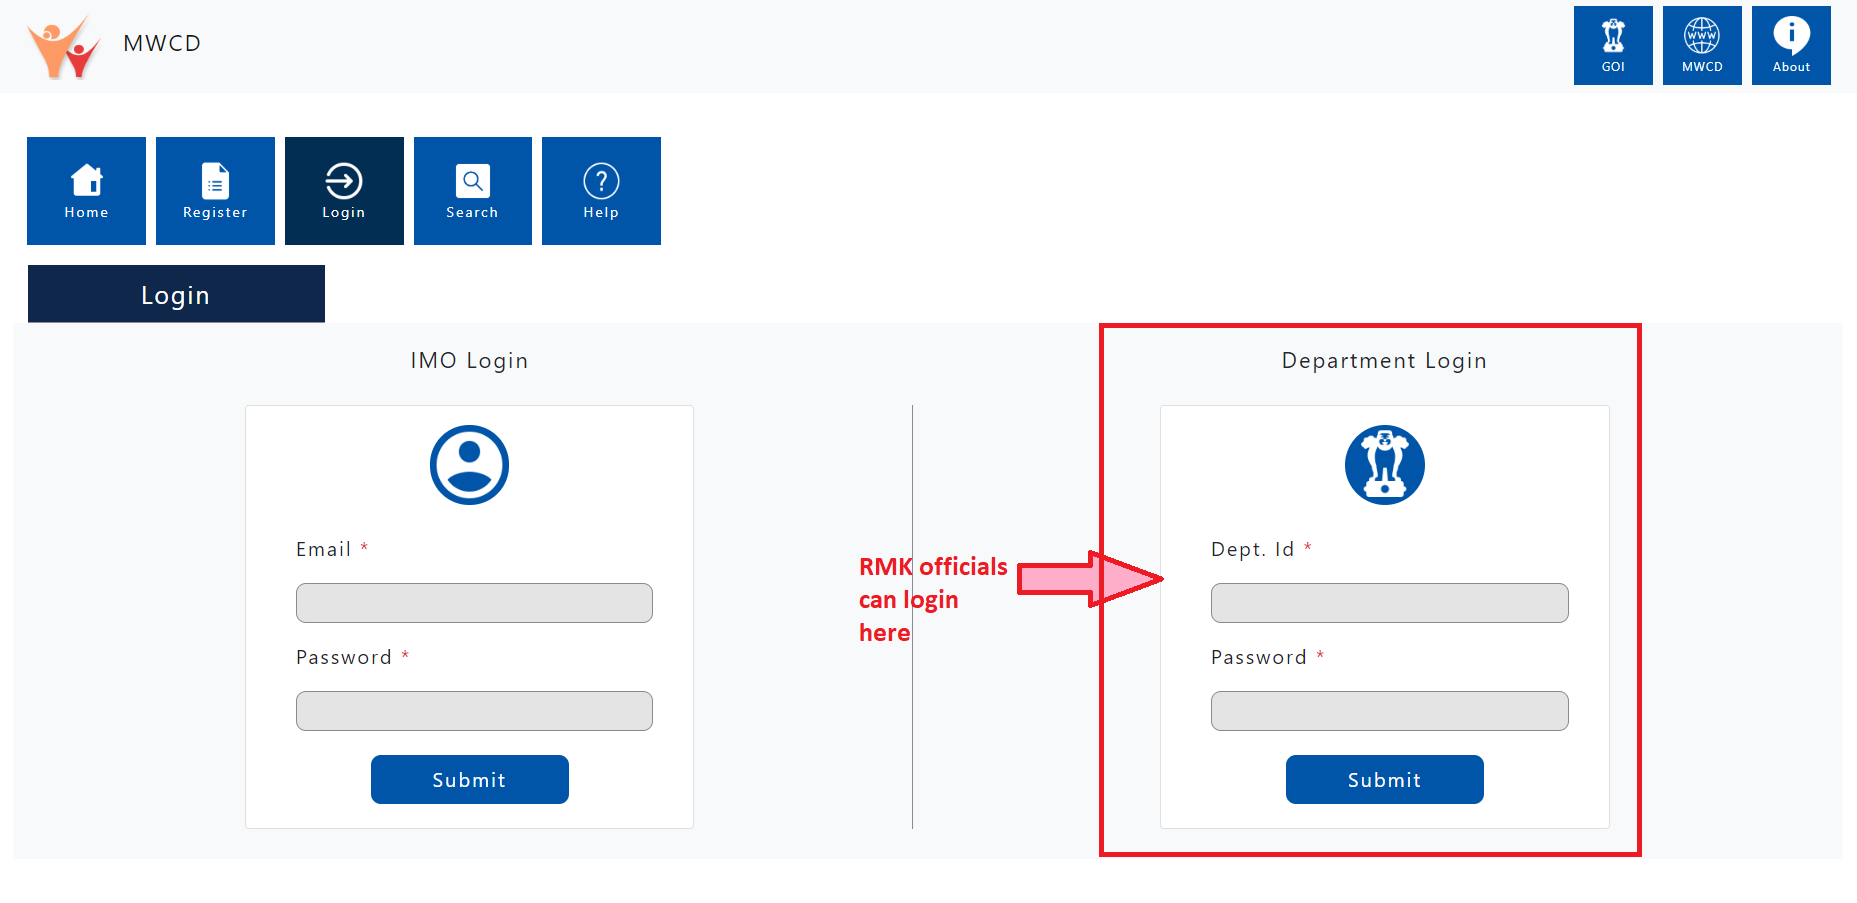 MWCD
GOI
MWCD
About
Home
Register
Login
Search
Help
Login
IMO Login
Email *
Password *
Submit
RMK officials
can login
here
Department Login
Dept. Id *
Password *
Submit